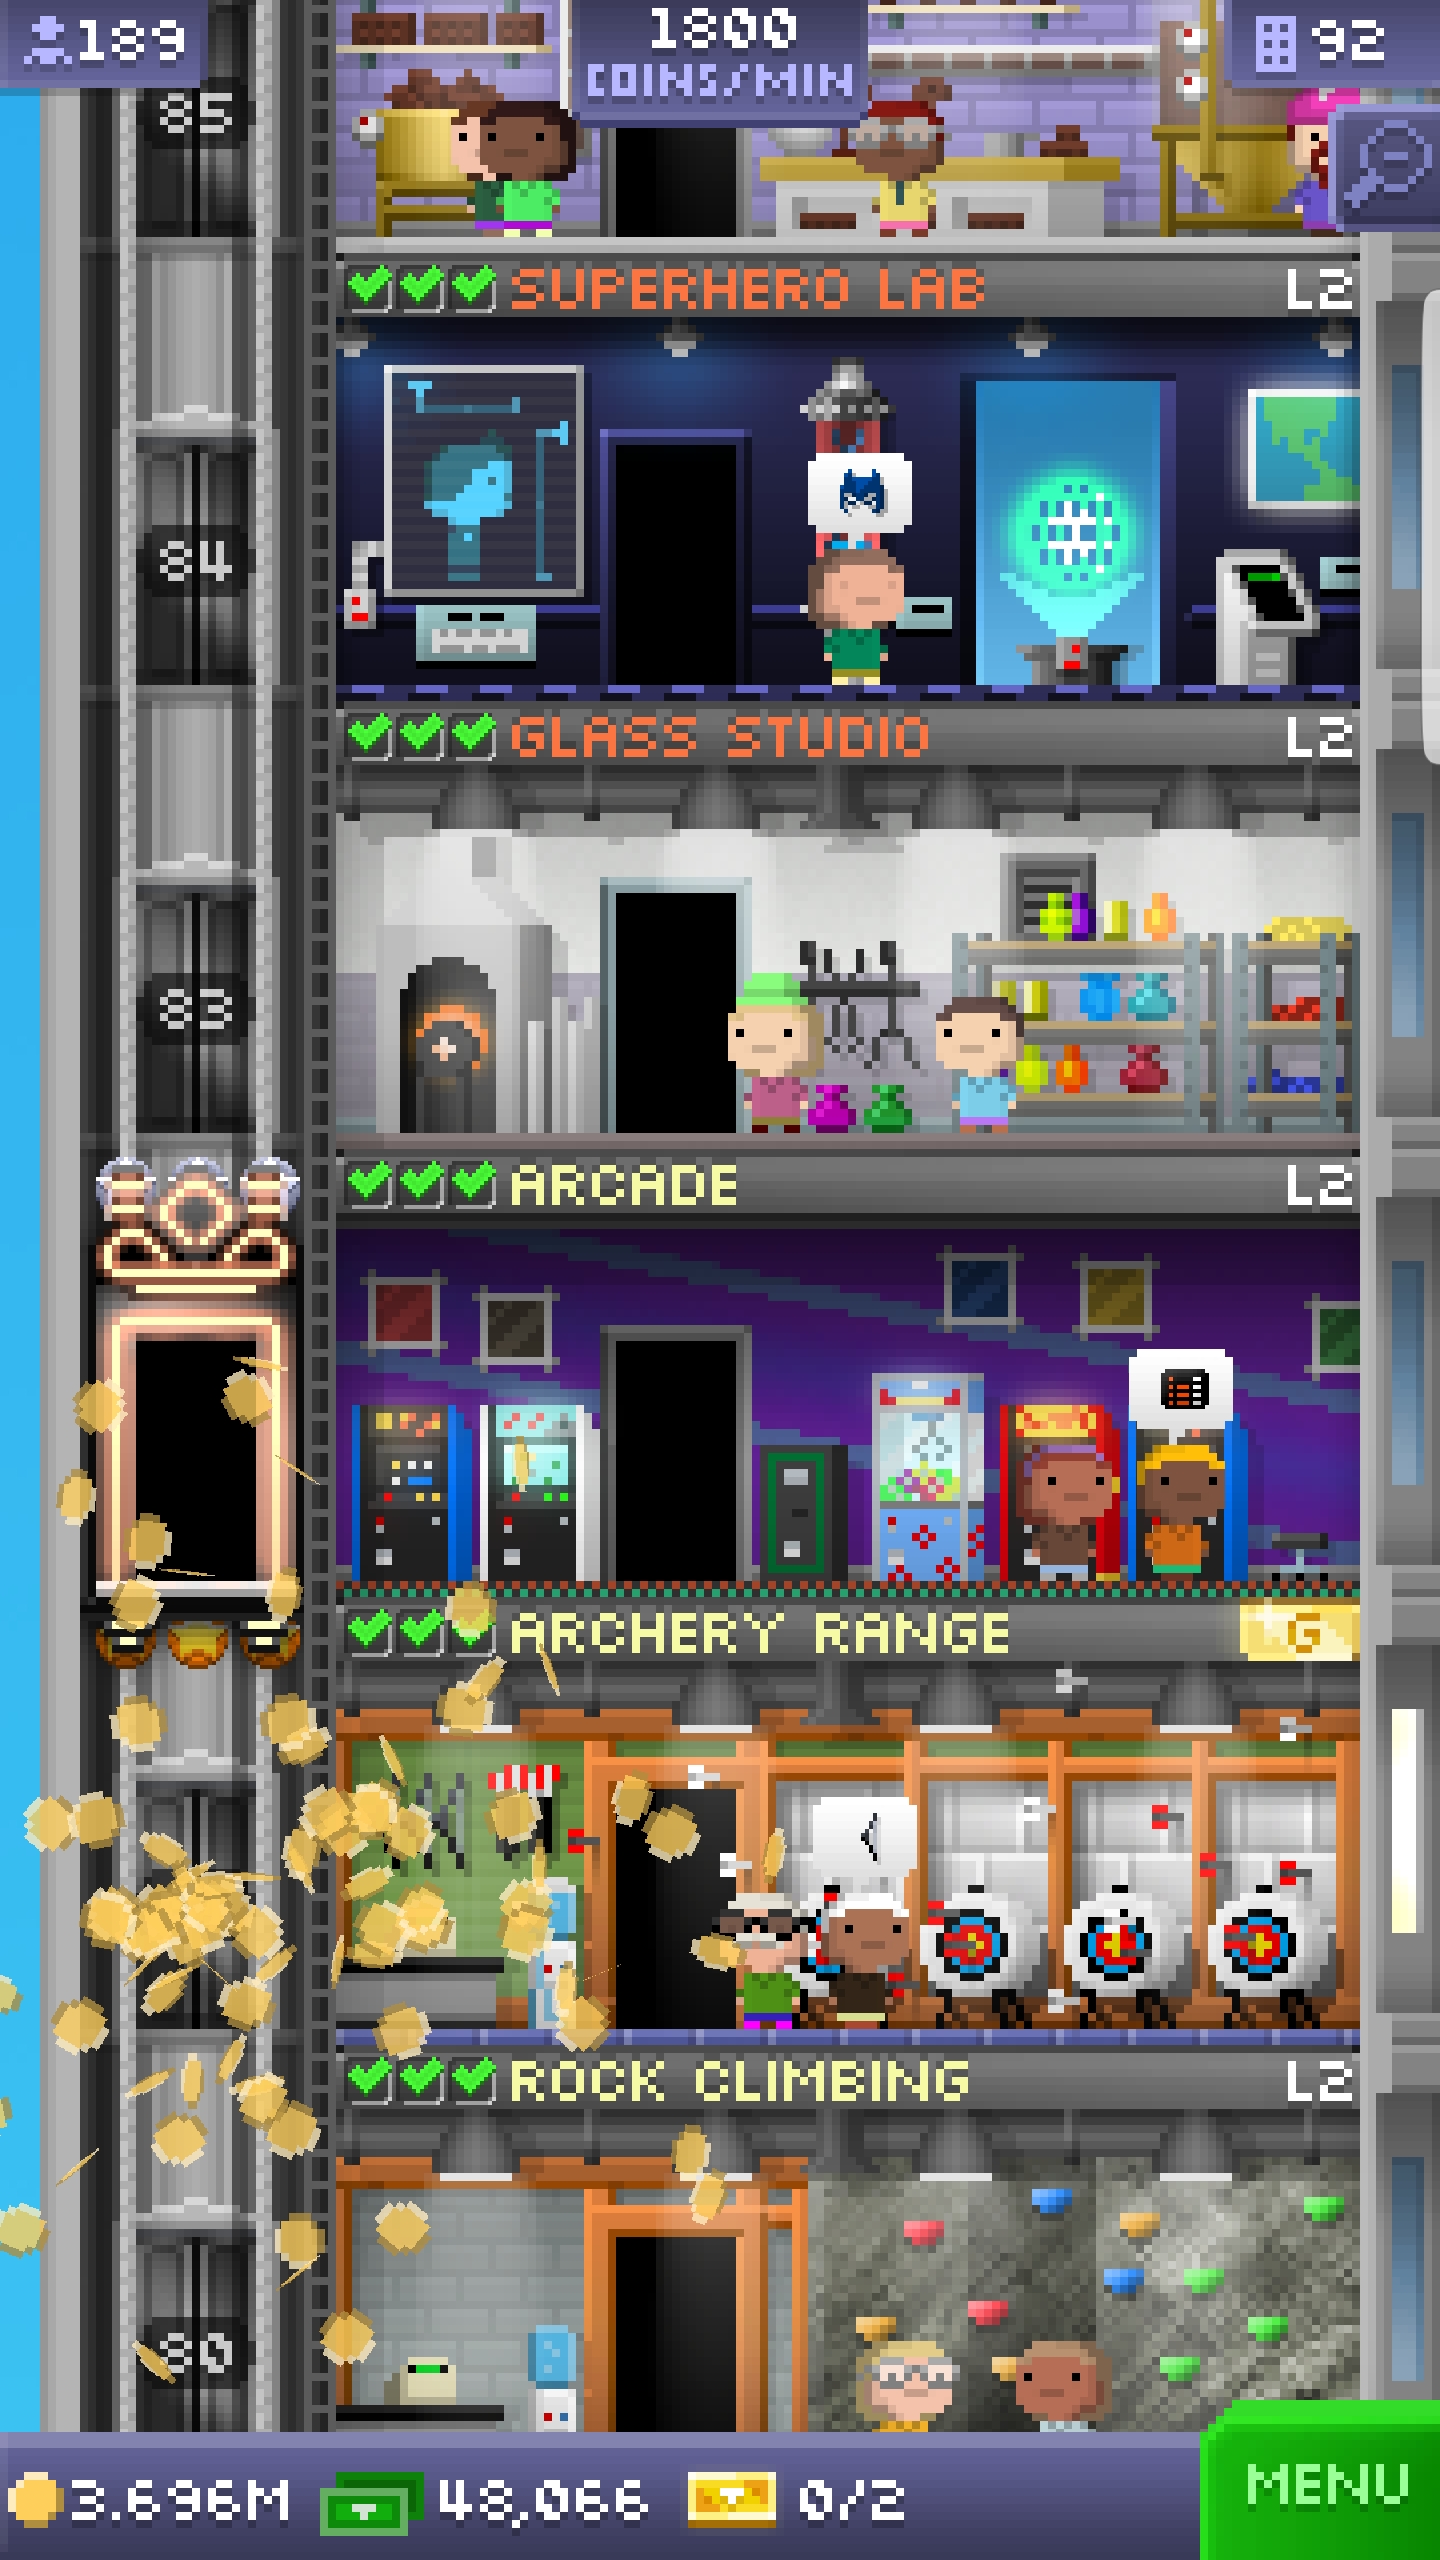 189
1800
COINS/MIN
92
85
SUPERHERO LAB L2
84
GLASS STUDIO L2
83
ARCADE L2
ARCHERY RANGE G
ROCK CLIMBING L2
80
3.696M 48,066 0/2
MENU